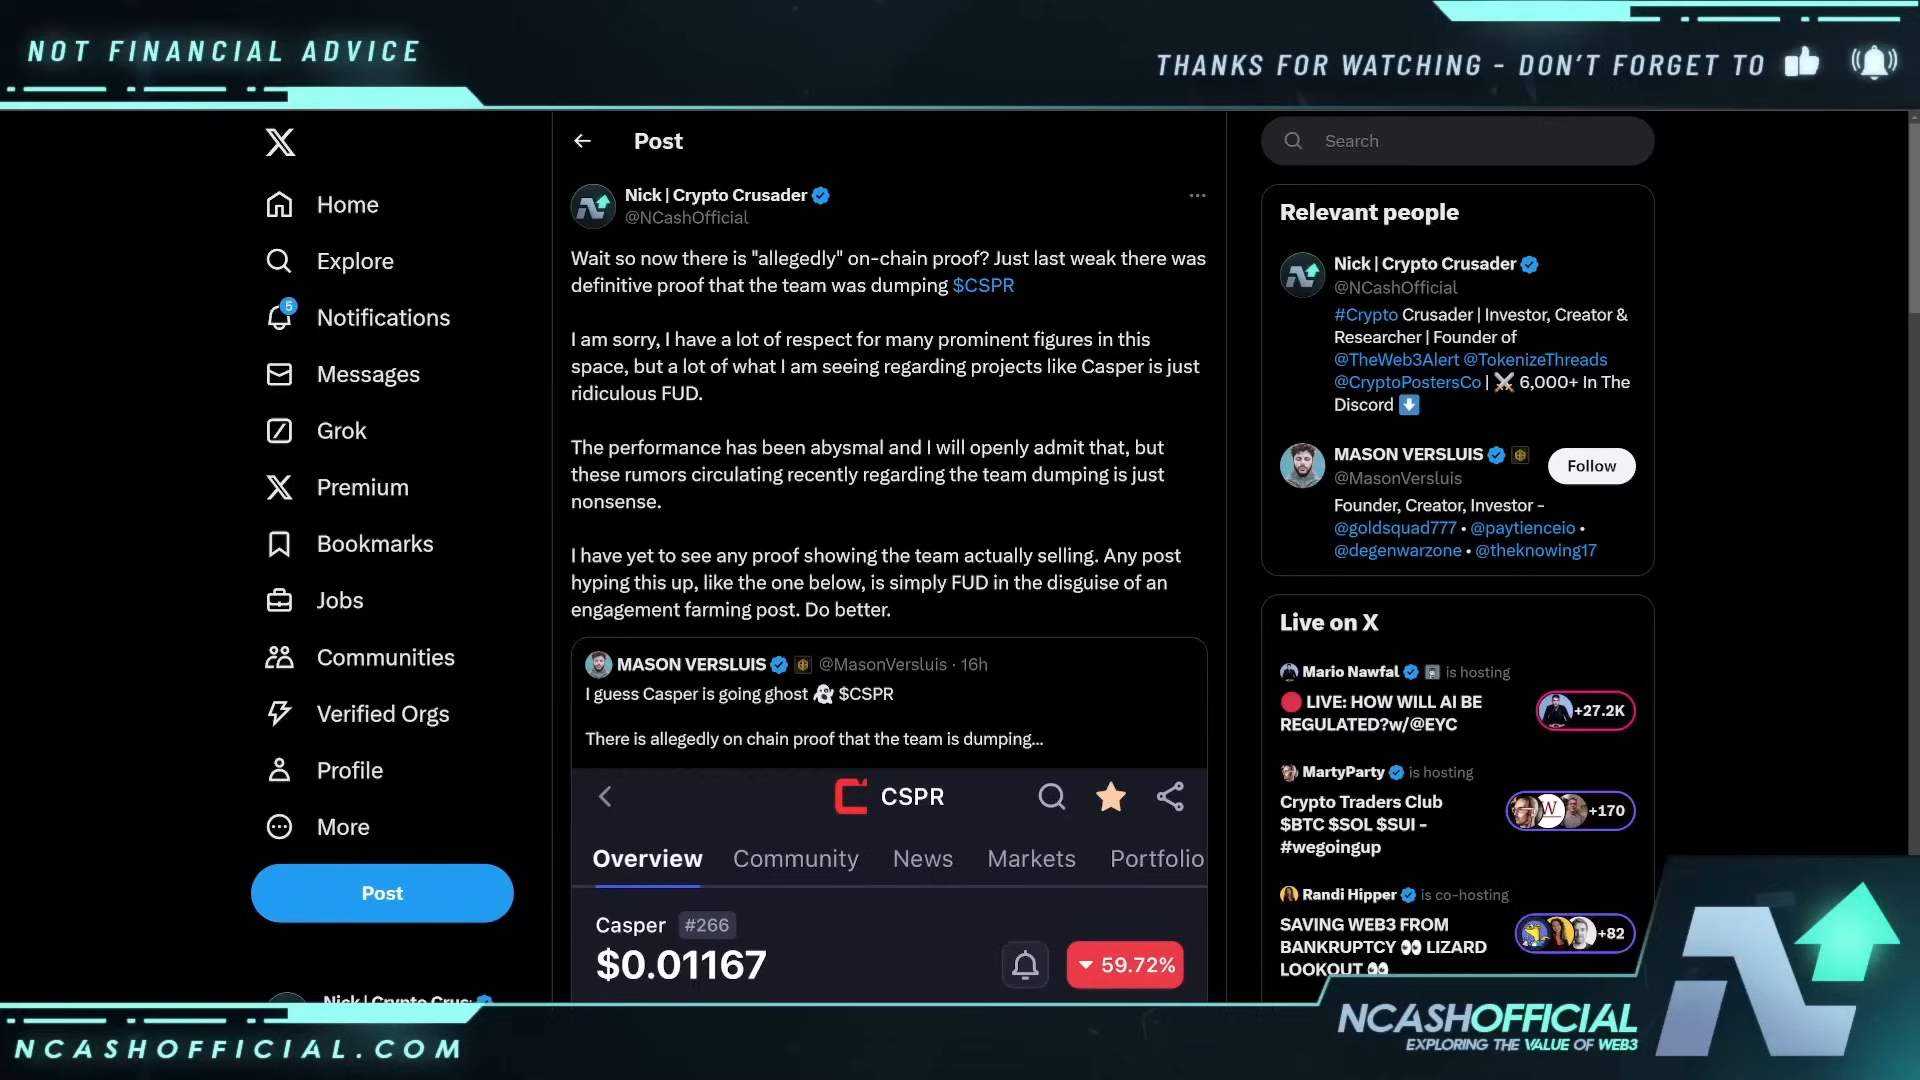 NOT FINANCIAL ADVICE
THANKS FOR WATCHING - DON'T FORGET TO
Home
Explore
5
Notifications
Messages
Grok
Premium
Bookmarks
Jobs
Communities
Verified Orgs
Profile
More
Post
Nick | Crypto Crus
Post
Nick | Crypto Crusader
@NCashOfficial
Wait so now there is "allegedly" on-chain proof? Just last weak there was
definitive proof that the team was dumping $CSPR
I am sorry, I have a lot of respect for many prominent figures in this
space, but a lot of what I am seeing regarding projects like Casper is just
ridiculous FUD.
The performance has been abysmal and I will openly admit that, but
these rumors circulating recently regarding the team dumping is just
nonsense.
I have yet to see any proof showing the team actually selling. Any post
hyping this up, like the one below, is simply FUD in the disguise of an
engagement farming post. Do better.
MASON VERSLUIS @MasonVersluis · 16h
I guess Casper is going ghost 👻 $CSPR
There is allegedly on chain proof that the team is dumping...
CSPR
Overview Community News Markets Portfolio
Casper #266
$0.01167
59.72%
Search
Relevant people
Nick | Crypto Crusader
@NCashOfficial
#Crypto Crusader | Investor, Creator &
Researcher | Founder of
@TheWeb3Alert @TokenizeThreads
@CryptoPostersCo | ⚔️ 6,000+ In The
Discord ⬇️
MASON VERSLUIS
@MasonVersluis
Follow
Founder, Creator, Investor -
@goldsquad777 • @paytienceio •
@degenwarzone • @theknowing17
Live on X
Mario Nawfal is hosting
🔴 LIVE: HOW WILL AI BE
REGULATED?w/@EYC
+27.2K
MartyParty is hosting
Crypto Traders Club
$BTC $SOL $SUI -
#wegoingup
+170
Randi Hipper is co-hosting
SAVING WEB3 FROM
BANKRUPTCY 👀 LIZARD
LOOKOUT 👀
+82
NCASHOFFICIAL.COM
NCASHOFFICIAL
EXPLORING THE VALUE OF WEB3